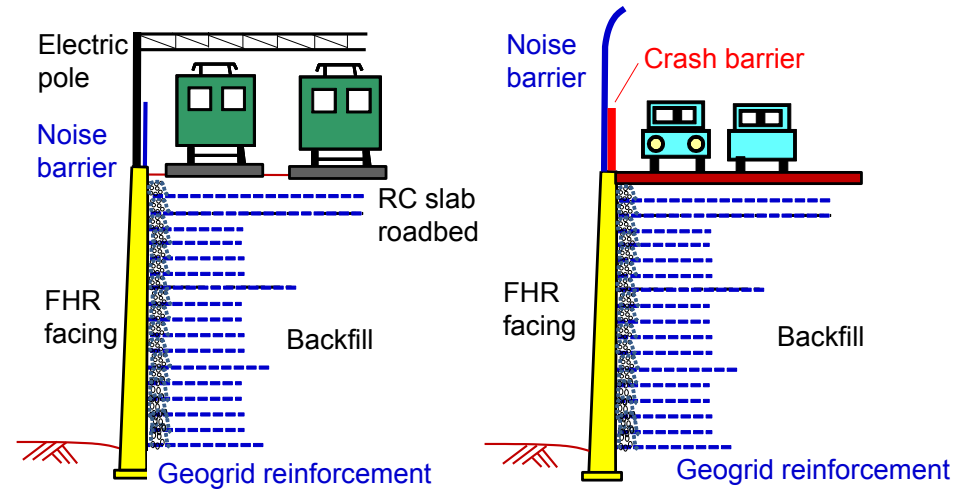 Electric
pole
Noise
barrier
RC slab
roadbed
FHR
facing
Backfill
Geogrid reinforcement
Noise
barrier
Crash barrier
FHR
facing
Backfill
Geogrid reinforcement